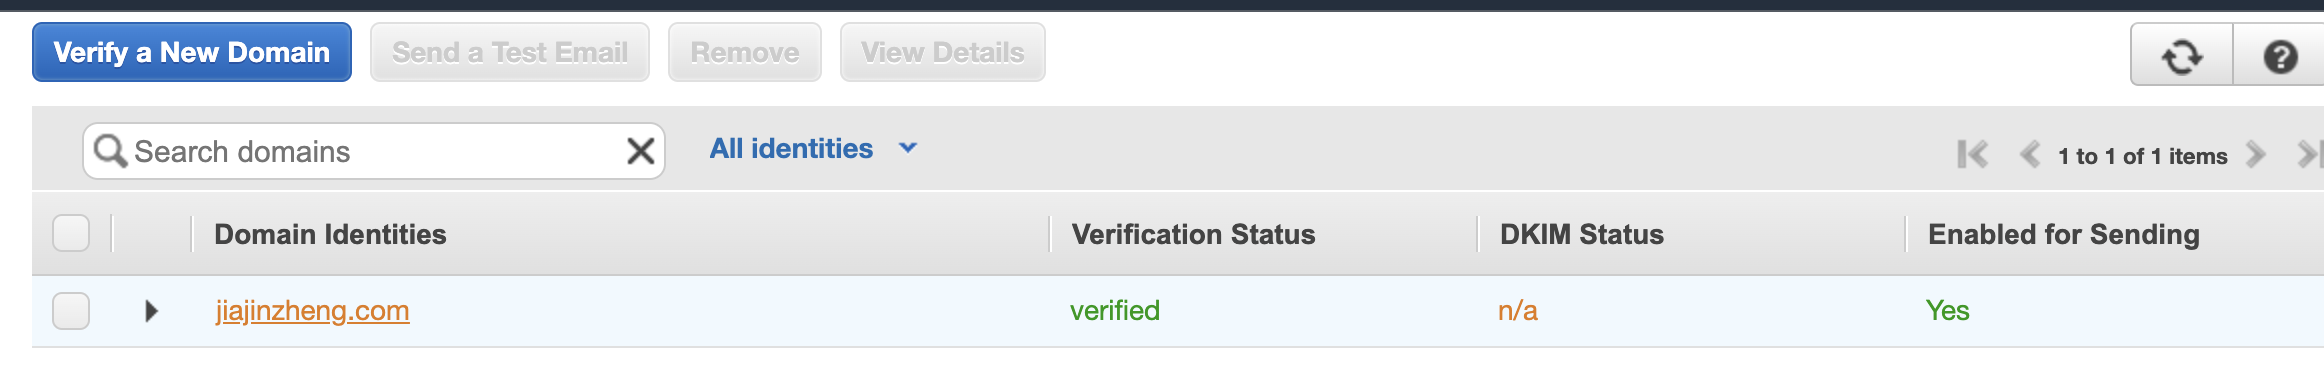 Verify a New Domain Send a Test Email Remove View Details
Search domains All identities 1 to 1 of 1 items
Domain Identities Verification Status DKIM Status Enabled for Sending
jiajinzheng.com verified n/a Yes